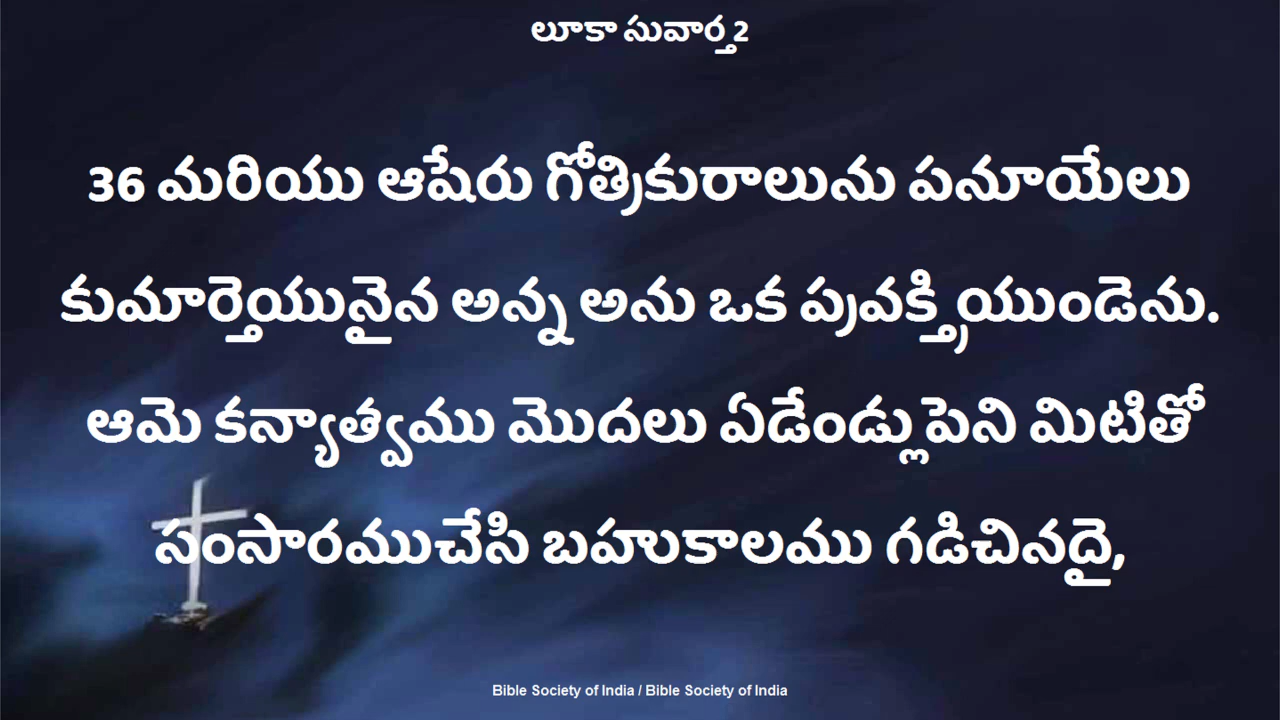 లూకా సువార్త 2
36 మరియు ఆషేరు గోత్రికురాలును పనూయేలు
కుమార్తెయునైన అన్న అను ఒక ప్రవక్త్రియుండెను.
ఆమె కన్యాత్వము మొదలు ఏడేండ్లు పెని మిటితో
సంసారముచేసి బహుకాలము గడిచినదై,
Bible Society of India / Bible Society of India